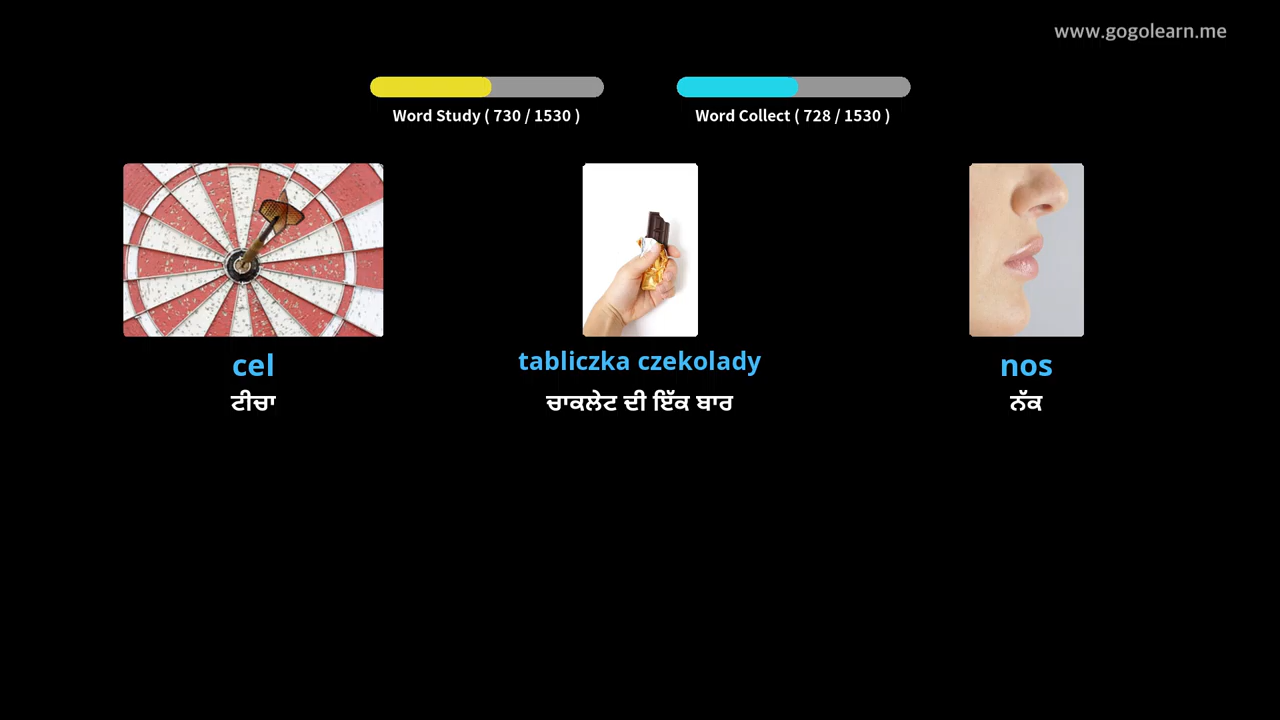 www.gogolearn.me
Word Study ( 730 / 1530 )
Word Collect ( 728 / 1530 )
cel
ਟੀਚਾ
tabliczka czekolady
ਚਾਕਲੇਟ ਦੀ ਇੱਕ ਬਾਰ
nos
ਨੱਕ